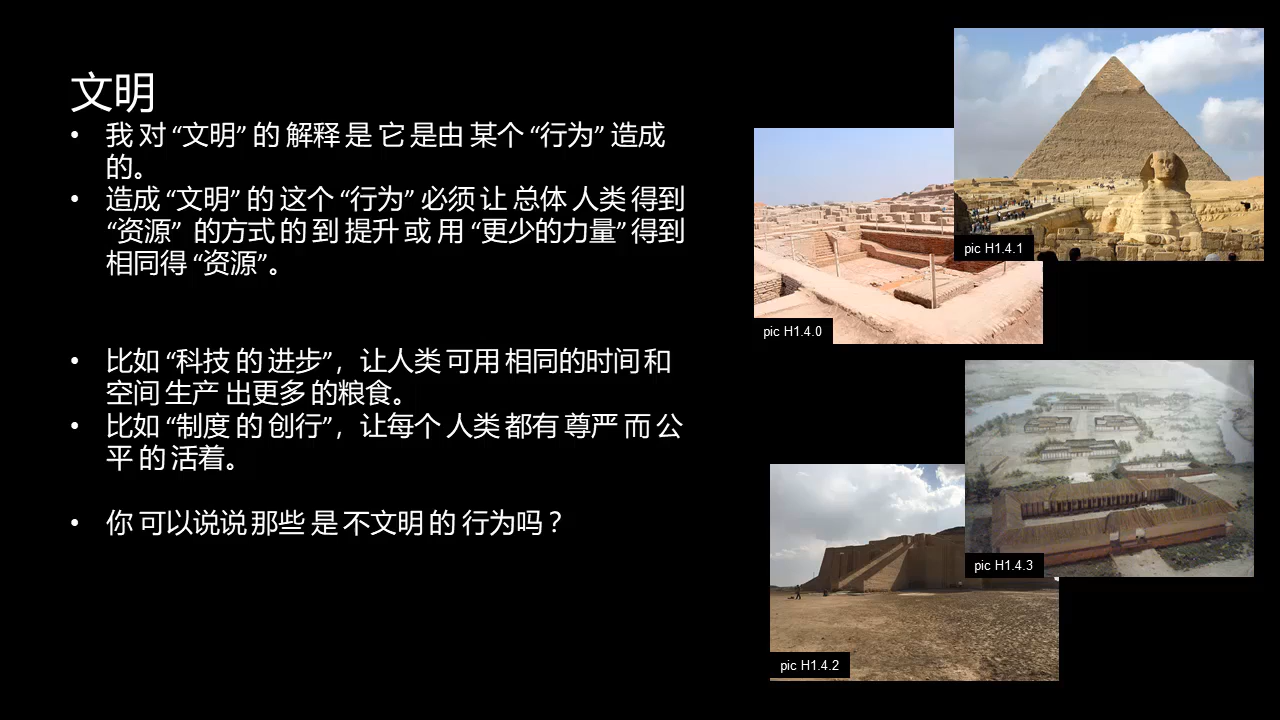 文明
• 我对“文明”的解释是它是由某个“行为”造成
的。
• 造成“文明”的这个“行为”必须让总体人类得到
“资源”的方式的到提升或用“更少的力量”得到
相同得“资源”。
• 比如“科技的进步”，让人类可用相同的时间和
空间生产出更多的粮食。
• 比如“制度的创行”，让每个人类都有尊严而公
平的活着。
• 你可以说说那些是不文明的行为吗？
pic H1.4.1
pic H1.4.0
pic H1.4.3
pic H1.4.2